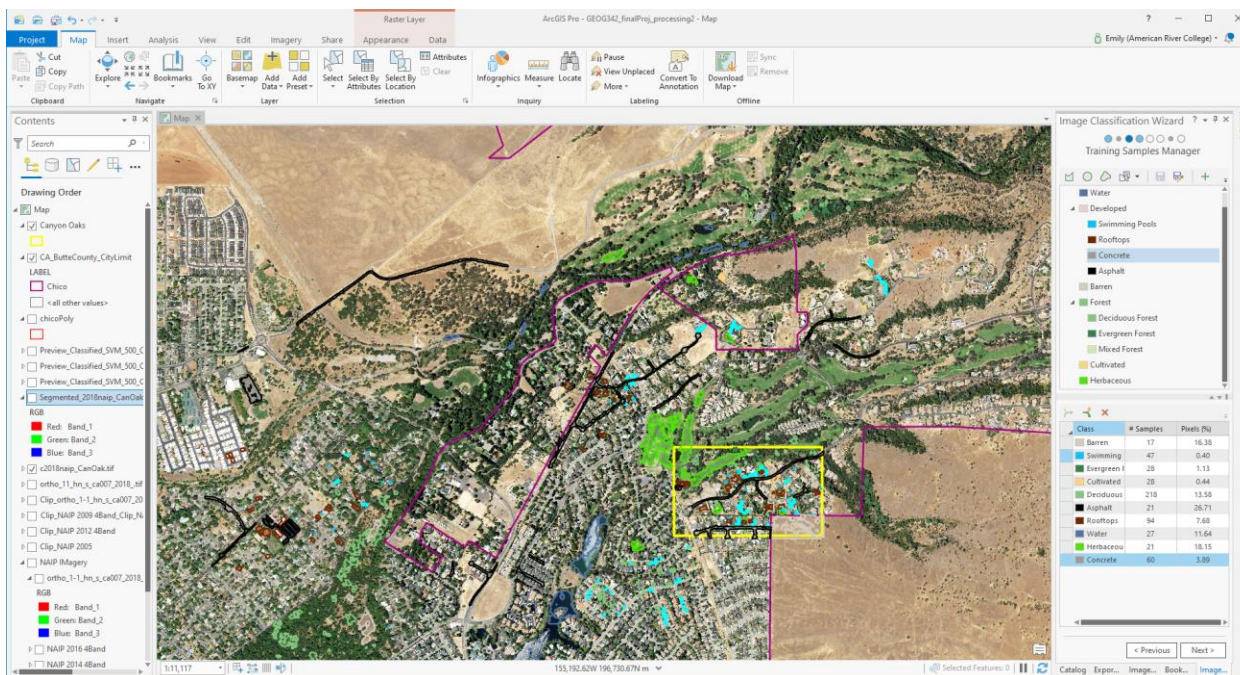 Raster Layer
ArcGIS Pro - GEOG342_finalProj_processing2 - Map
? — □ ×
Project Map Insert Analysis View Edit Imagery Share Appearance Data
Emily (American River College)
Cut
Copy
Copy Path
Paste
Explore Bookmarks Go To XY
Basemap Add Data Add Preset
Select Select By Attributes Select By Location
Attributes
Clear
Infographics Measure Locate
Pause
View Unplaced
More
Convert To Annotation
Download Map
Sync
Remove
Clipboard Navigate Layer Selection Inquiry Labeling Offline
Contents
Search
Drawing Order
Map
Canyon Oaks
CA_ButteCounty_CityLimit
LABEL
Chico
<all other values>
chicoPoly
Preview_Classified_SVM_500_C
Preview_Classified_SVM_500_C
Preview_Classified_SVM_500_C
Segmented_2018naip_CanOak
RGB
Red: Band_1
Green: Band_2
Blue: Band_3
c2018naip_CanOak.tif
ortho_11_hn_s_ca007_2018_.tif
Clip_ortho_1-1_hn_s_ca007_20
Clip_NAIP 2009 4Band_Clip_N
Clip_NAIP 2012 4Band
Clip_NAIP 2005
NAIP IMagery
ortho_1-1_hn_s_ca007_2018_
RGB
Red: Band_1
Green: Band_2
Blue: Band_3
NAIP 2016 4Band
NAIP 2014 4Band
Map
1:11,117
155,192.62W 196,730.67N m
Selected Features: 0
Image Classification Wizard
Training Samples Manager
Water
Developed
Swimming Pools
Rooftops
Concrete
Asphalt
Barren
Forest
Deciduous Forest
Evergreen Forest
Mixed Forest
Cultivated
Herbaceous
Class # Samples Pixels (%)
Barren 17 16.38
Swimming 47 0.40
Evergreen 28 1.13
Cultivated 28 0.44
Deciduous 218 13.58
Asphalt 21 26.71
Rooftops 94 7.68
Water 27 11.64
Herbaceou 21 18.15
Concrete 60 3.89
< Previous Next >
Catalog Expor... Image... Book... Image...